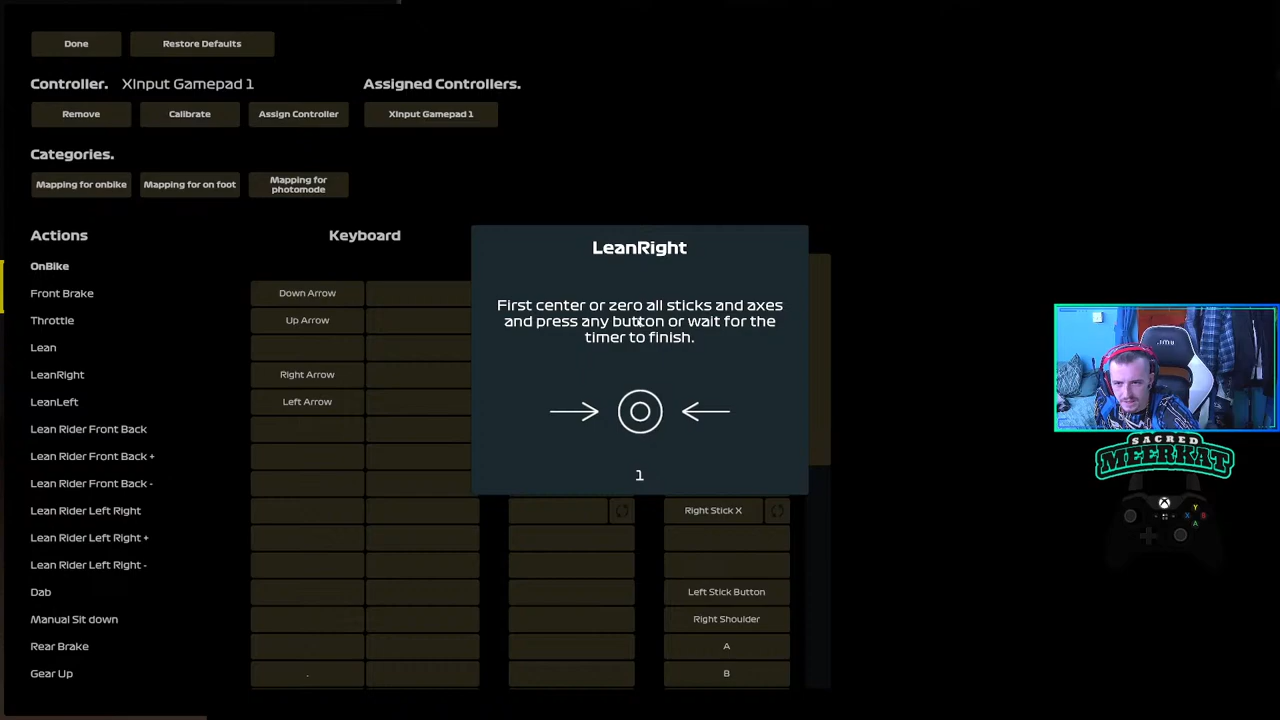 Done
Restore Defaults
Controller. XInput Gamepad 1
Assigned Controllers.
Remove
Calibrate
Assign Controller
XInput Gamepad 1
Categories.
Mapping for onbike
Mapping for on foot
Mapping for
photomode
Actions
Keyboard
OnBike
Front Brake
Down Arrow
Throttle
Up Arrow
Lean
LeanRight
Right Arrow
LeanLeft
Left Arrow
Lean Rider Front Back
Lean Rider Front Back +
Lean Rider Front Back -
Lean Rider Left Right
Right Stick X
Lean Rider Left Right +
Lean Rider Left Right -
Dab
Left Stick Button
Manual Sit down
Right Shoulder
Rear Brake
A
Gear Up
.
B
LeanRight
First center or zero all sticks and axes
and press any button or wait for the
timer to finish.
1
SACRED
MEERKAT
Y
X
B
A